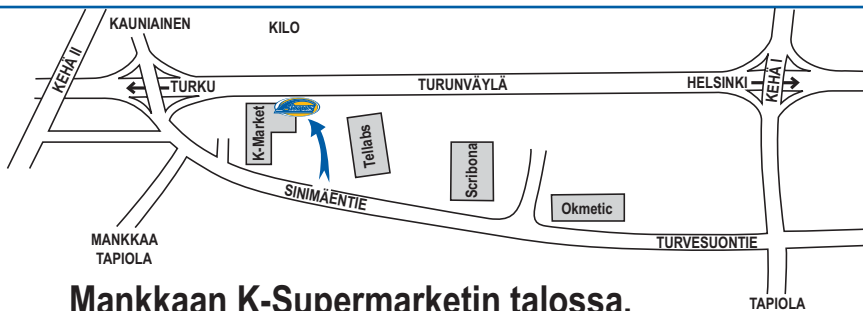 KAUNIAINEN
KILO
KEHÄ II
TURKU
TURUNVÄYLÄ
HELSINKI
KEHÄ I
K-Market
Tellabs
Scribona
SINIMÄENTIE
Okmetic
MANKKAA
TAPIOLA
TURVESUONTIE
Mankkaan K-Supermarketin talossa.
TAPIOLA